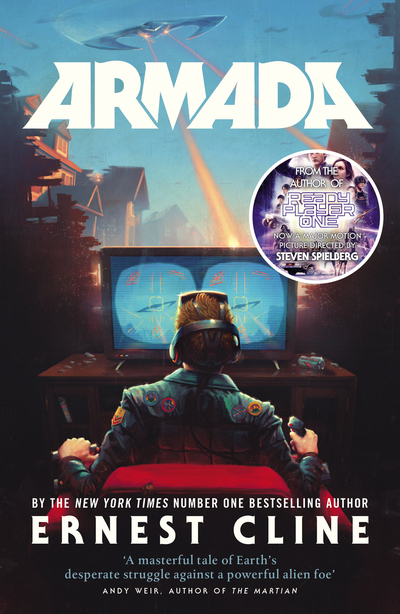 ARMADA
FROM THE
AUTHOR OF
READY
PLAYER
ONE
NOW A MAJOR MOTION
PICTURE DIRECTED BY
STEVEN SPIELBERG
BY THE NEW YORK TIMES NUMBER ONE BESTSELLING AUTHOR
ERNEST CLINE
‘A masterful tale of Earth’s
desperate struggle against a powerful alien foe’
ANDY WEIR, AUTHOR OF THE MARTIAN